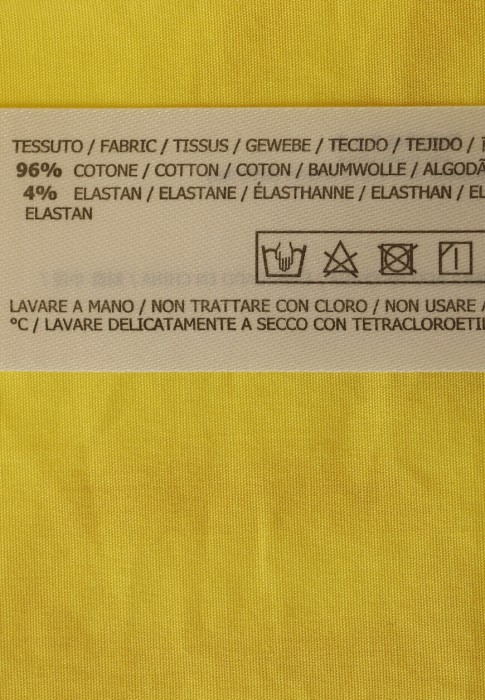 TESSUTO / FABRIC / TISSUS / GEWEBE / TECIDO / TEJIDO /
96% COTONE / COTTON / COTON / BAUMWOLLE / ALGODÃ
4% ELASTAN / ELASTANE / ÉLASTHANNE / ELASTHAN / EL
ELASTAN
LAVARE A MANO / NON TRATTARE CON CLORO / NON USARE A
°C / LAVARE DELICATAMENTE A SECCO CON TETRACLOROETIL